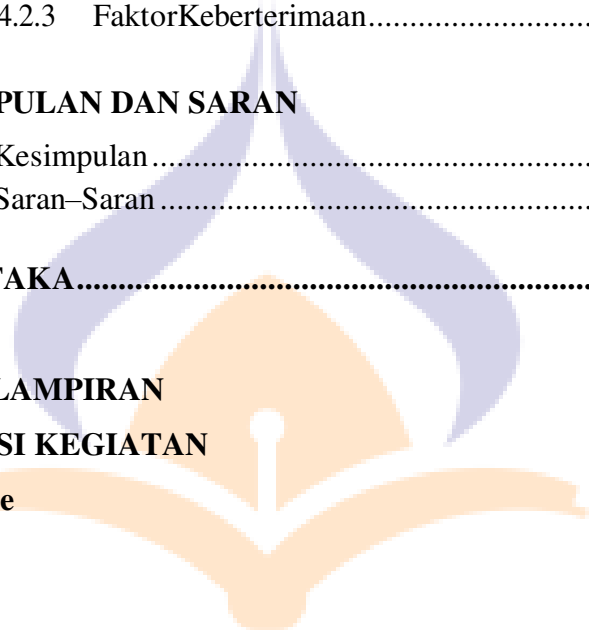 4.2.3 FaktorKeberterimaan..............................
PULAN DAN SARAN
Kesimpulan..........................................................
Saran–Saran.........................................................
TAKA..................................................................
LAMPIRAN
SI KEGIATAN
e